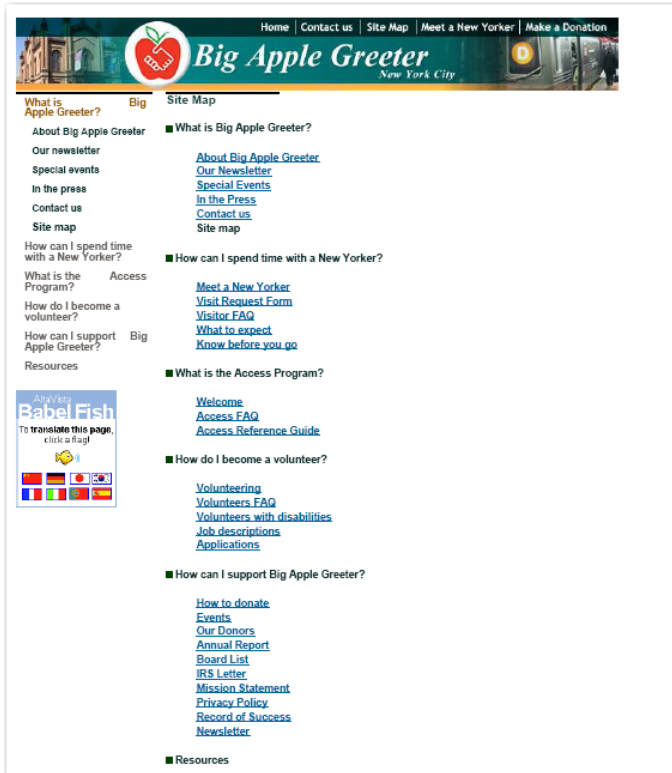 Home | Contact us | Site Map | Meet a New Yorker | Make a Donation
Big Apple Greeter
New York City
D
What is Big
Apple Greeter?
About Big Apple Greeter
Our newsletter
Special events
In the press
Contact us
Site map
How can I spend time
with a New Yorker?
What is the Access
Program?
How do I become a
volunteer?
How can I support Big
Apple Greeter?
Resources
AltaVista
Babel Fish
To translate this page,
click a flag!
Site Map
What is Big Apple Greeter?
About Big Apple Greeter
Our Newsletter
Special Events
In the Press
Contact us
Site map
How can I spend time with a New Yorker?
Meet a New Yorker
Visit Request Form
Visitor FAQ
What to expect
Know before you go
What is the Access Program?
Welcome
Access FAQ
Access Reference Guide
How do I become a volunteer?
Volunteering
Volunteers FAQ
Volunteers with disabilities
Job descriptions
Applications
How can I support Big Apple Greeter?
How to donate
Events
Our Donors
Annual Report
Board List
IRS Letter
Mission Statement
Privacy Policy
Record of Success
Newsletter
Resources